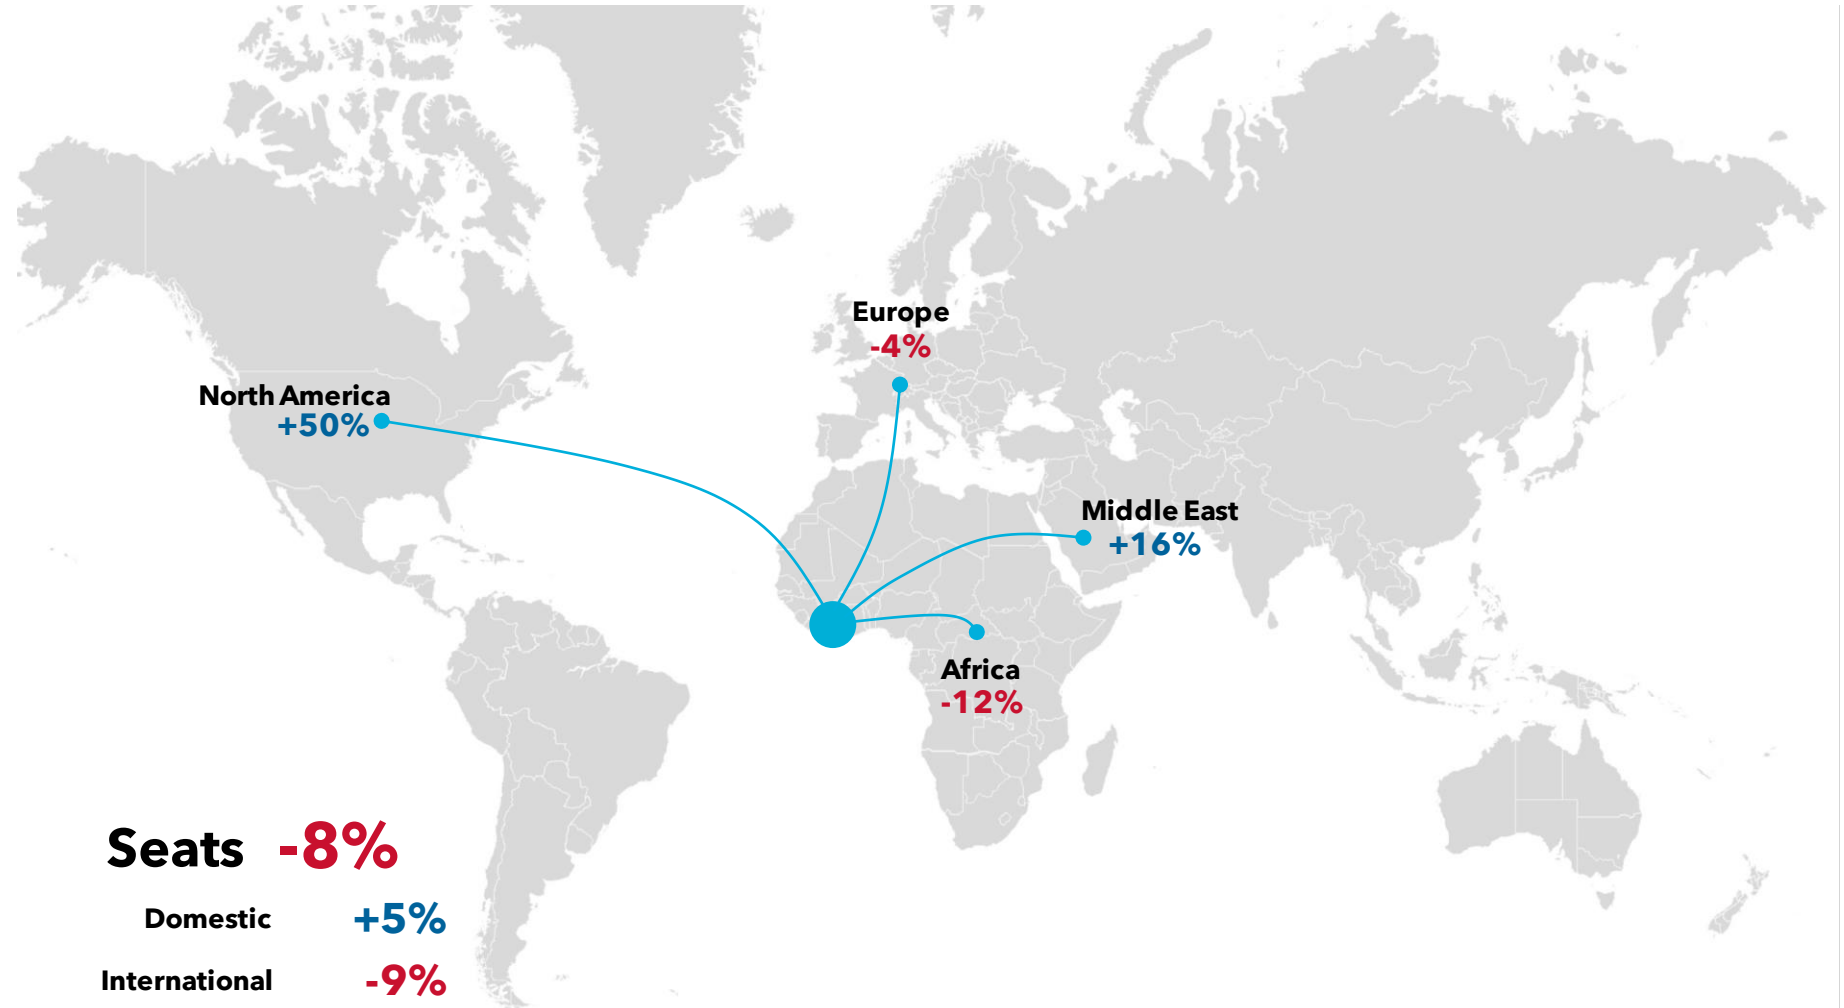 Europe
-4%
North America
+50%
Middle East
+16%
Africa
-12%
Seats -8%
Domestic +5%
International -9%